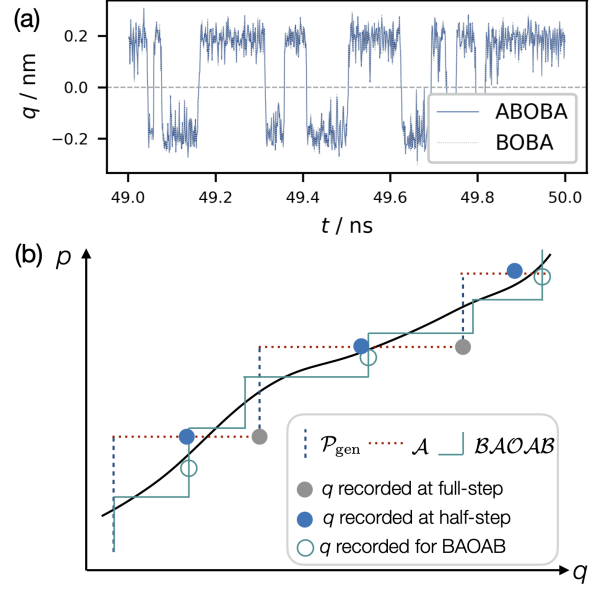 (a)
q / nm
0.2
0.0
−0.2
ABOBA
BOBA
49.0 49.2 49.4 49.6 49.8 50.0
t / ns
(b)
p
𝒫gen 𝒜 ℬ𝒜𝒪𝒜ℬ
q recorded at full-step
q recorded at half-step
q recorded for BAOAB
q